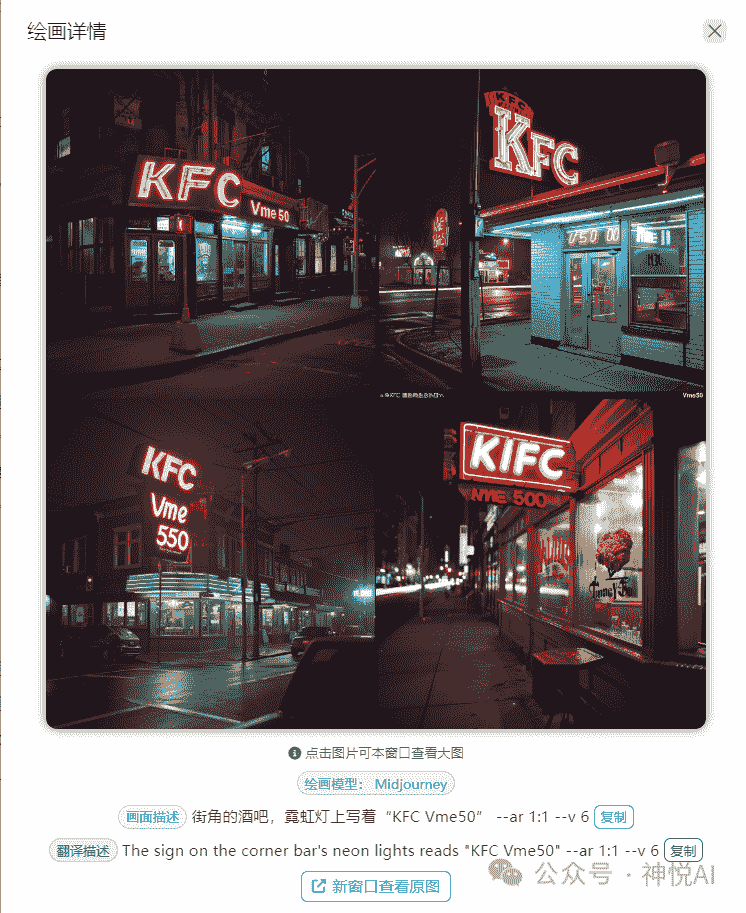 绘画详情
KFC
Vme 50
KFC
KFC
Vme50
KFC
Vme
550
KIFC
NME 500
点击图片可本窗口查看大图
绘画模型: Midjourney
画面描述 街角的酒吧，霓虹灯上写着“KFC Vme50” --ar 1:1 --v 6 复制
翻译描述 The sign on the corner bar's neon lights reads "KFC Vme50" --ar 1:1 --v 6 复制
新窗口查看原图
公众号 · 神悦AI